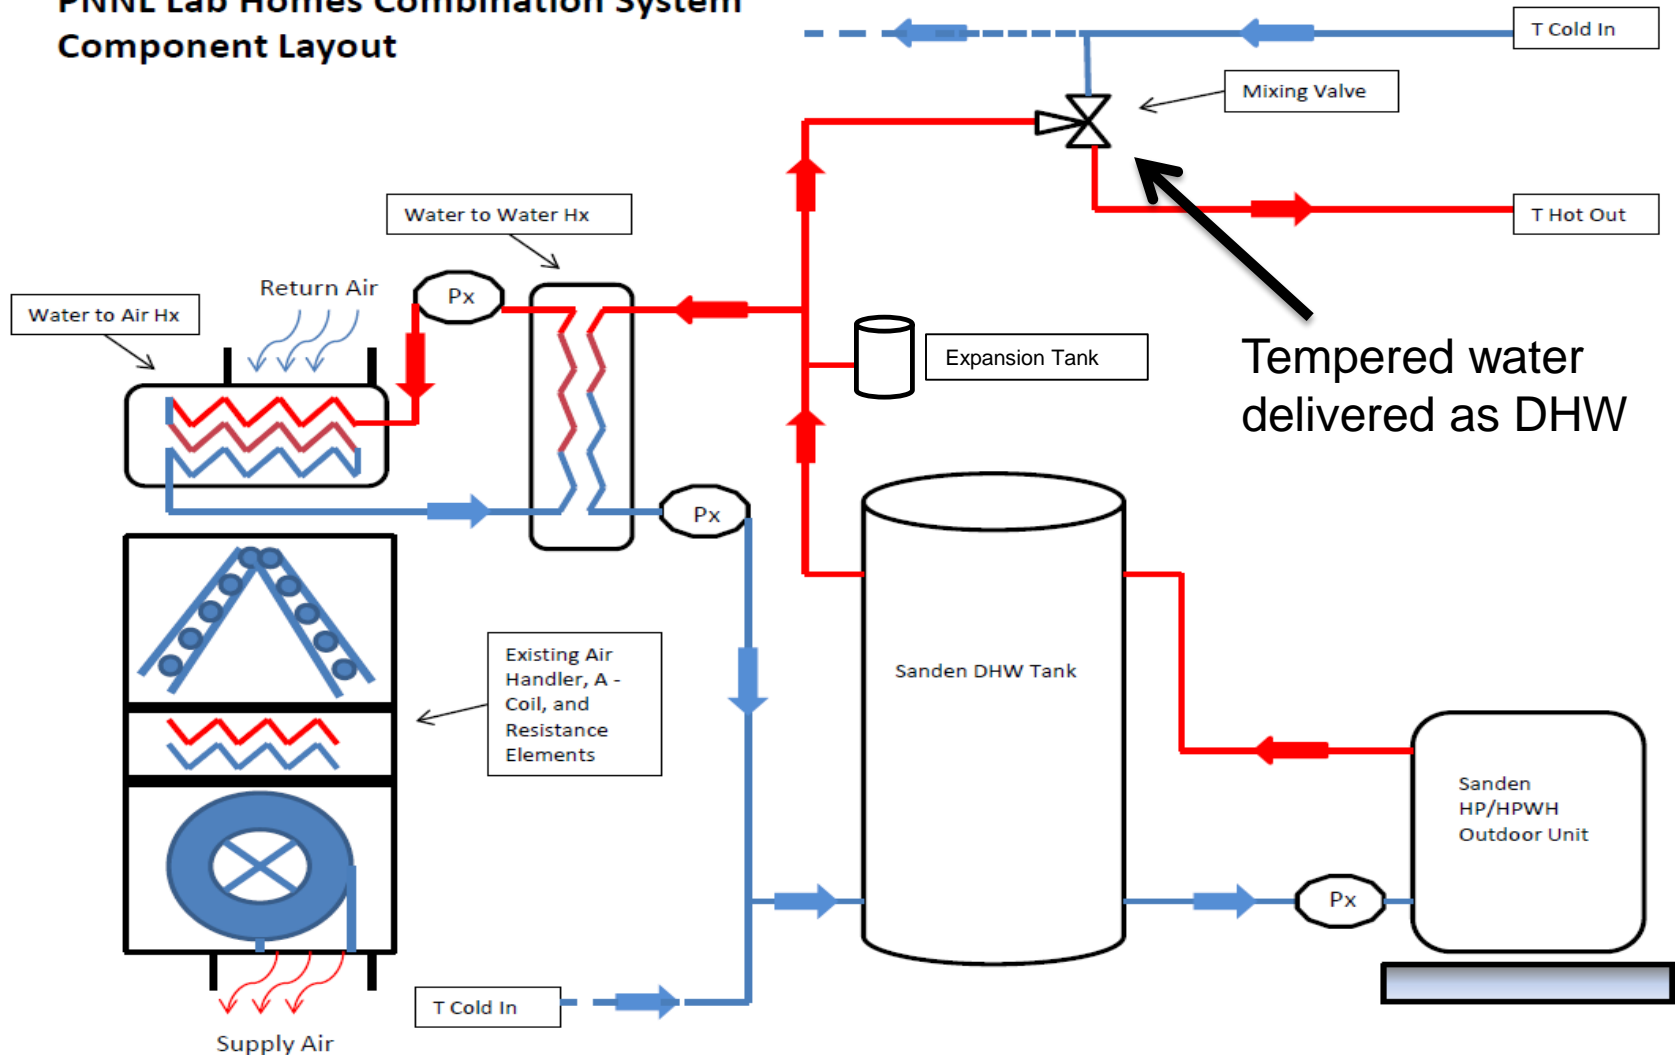 PNNL Lab Homes Combination System
Component Layout
T Cold In
Mixing Valve
Water to Water Hx
T Hot Out
Return Air
Px
Water to Air Hx
Expansion Tank
Tempered water
delivered as DHW
Px
Existing Air
Handler, A -
Coil, and
Resistance
Elements
Sanden DHW Tank
Sanden
HP/HPWH
Outdoor Unit
Px
T Cold In
Supply Air